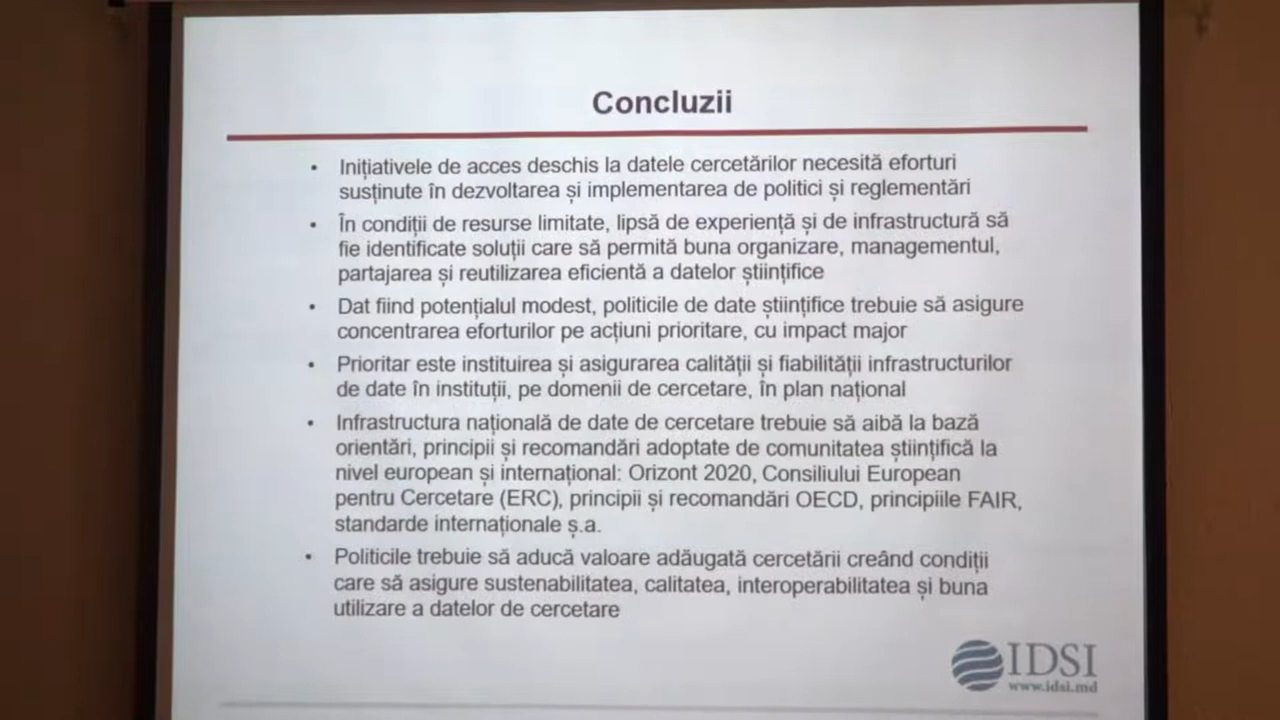 Concluzii
• Inițiativele de acces deschis la datele cercetărilor necesită eforturi
susținute în dezvoltarea și implementarea de politici și reglementări
• În condiții de resurse limitate, lipsă de experiență și de infrastructură să
fie identificate soluții care să permită buna organizare, managementul,
partajarea și reutilizarea eficientă a datelor științifice
• Dat fiind potențialul modest, politicile de date științifice trebuie să asigure
concentrarea eforturilor pe acțiuni prioritare, cu impact major
• Prioritar este instituirea și asigurarea calității și fiabilității infrastructurilor
de date în instituții, pe domenii de cercetare, în plan național
• Infrastructura națională de date de cercetare trebuie să aibă la bază
orientări, principii și recomandări adoptate de comunitatea științifică la
nivel european și internațional: Orizont 2020, Consiliului European
pentru Cercetare (ERC), principii și recomandări OECD, principiile FAIR,
standarde internaționale ș.a.
• Politicile trebuie să aducă valoare adăugată cercetării creând condiții
care să asigure sustenabilitatea, calitatea, interoperabilitatea și buna
utilizare a datelor de cercetare
IDSI
www.idsi.md